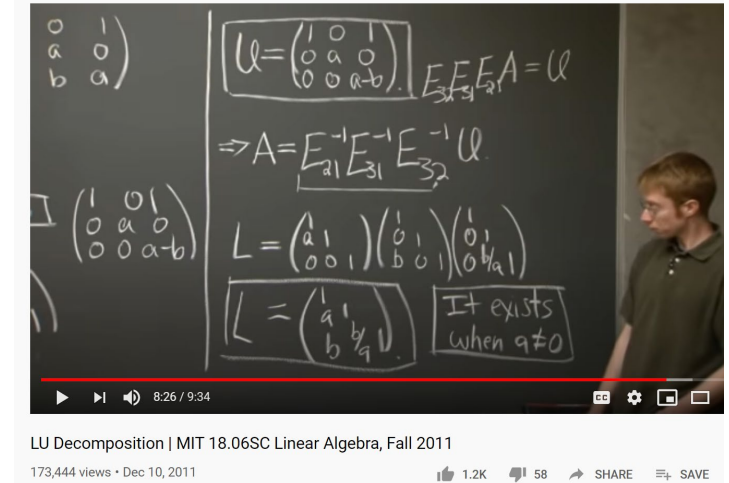 0 1
a 0
b a
U = (1 0 1
0 a 0
0 0 a-b).
E32 E31 E21 A = U
⇒ A = E21⁻¹ E31⁻¹ E32⁻¹ U.
1 0 1
0 a 0
0 0 a-b
L = (1
a 1
0 0 1) (1
0 1
b 0 1) (1
0 1
0 b/a 1)
L = (1
a 1
b b/a 1).
It exists
when a≠0
8:26 / 9:34
CC
LU Decomposition | MIT 18.06SC Linear Algebra, Fall 2011
173,444 views • Dec 10, 2011
1.2K
58
SHARE
SAVE